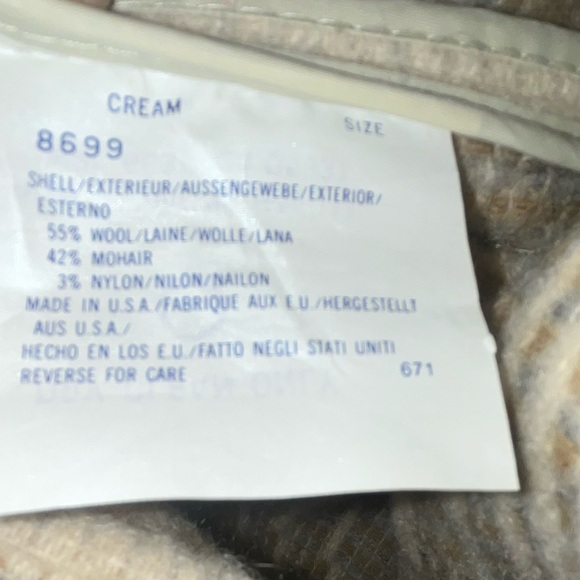 CREAM
SIZE
8699
SHELL/EXTERIEUR/AUSSENGEWEBE/EXTERIOR/
ESTERNO
55% WOOL/LAINE/WOLLE/LANA
42% MOHAIR
3% NYLON/NILON/NAILON
MADE IN U.S.A./FABRIQUE AUX E.U./HERGESTELLT
AUS U.S.A./
HECHO EN LOS E.U./FATTO NEGLI STATI UNITI
REVERSE FOR CARE 671